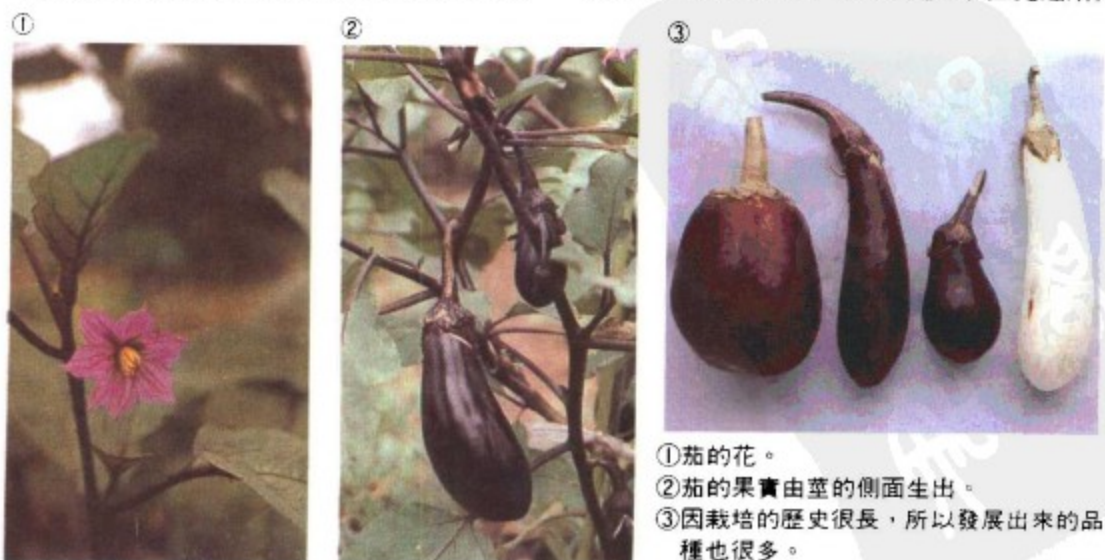 ①
②
③
①茄的花。
②茄的果實由莖的側面生出。
③因栽培的歷史很長，所以發展出來的品
種也很多。